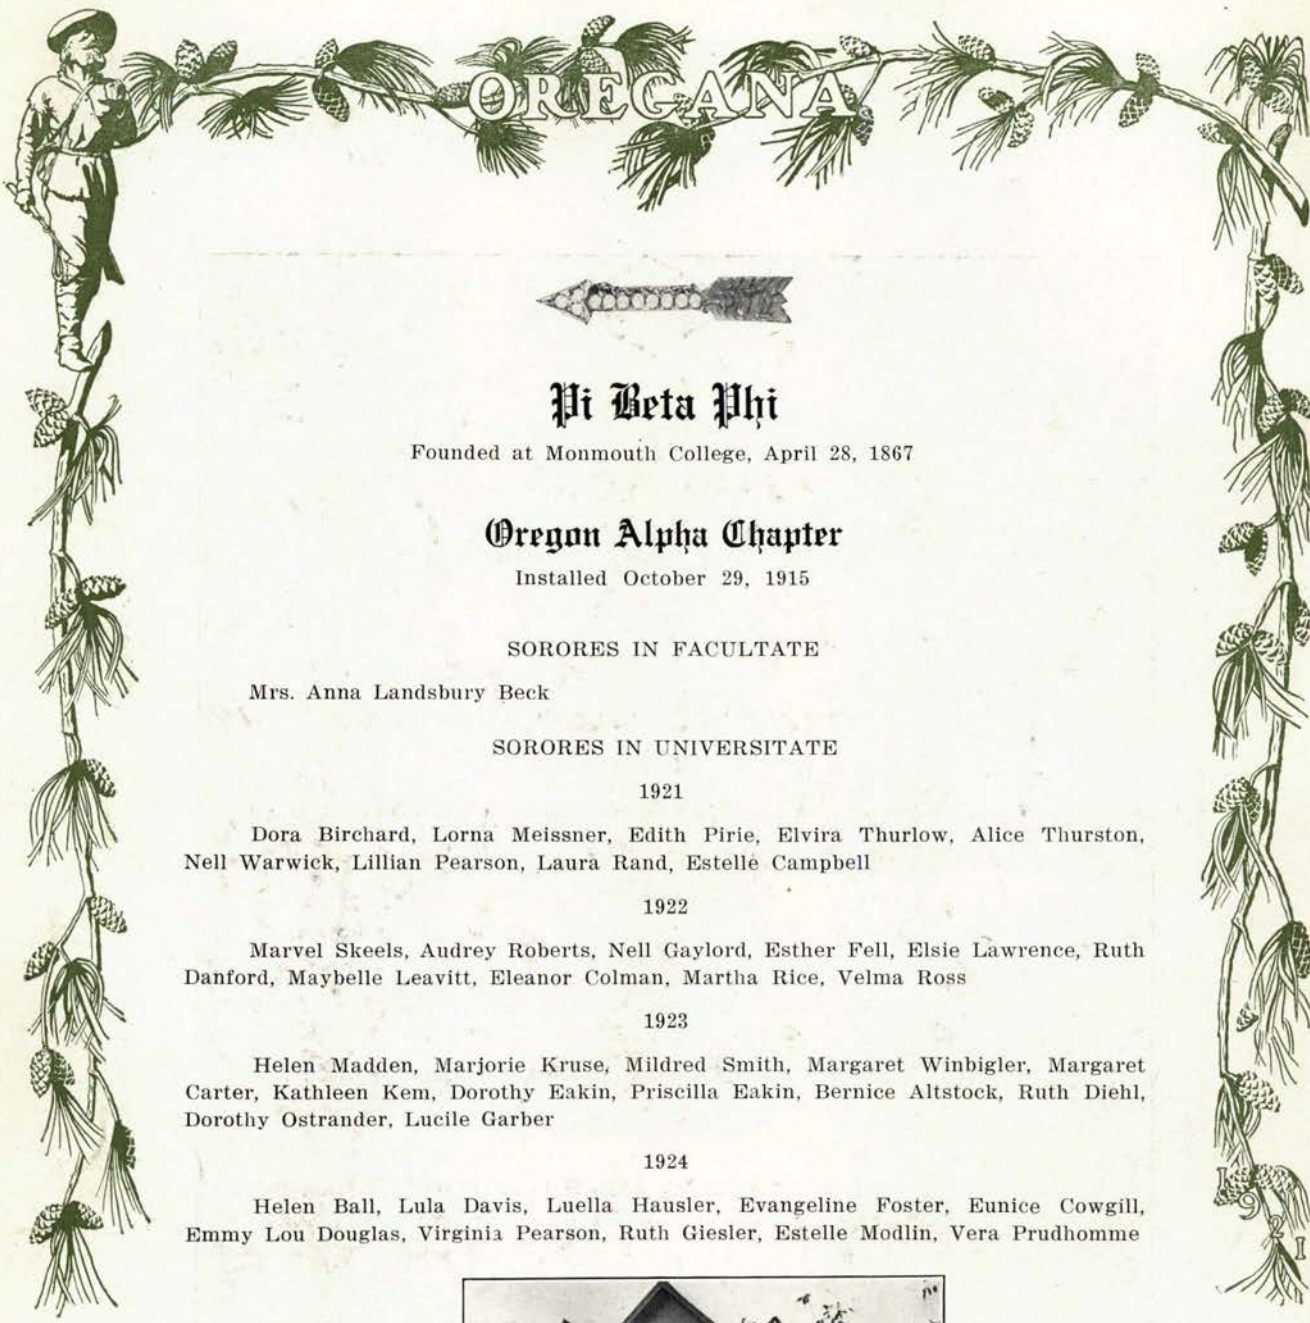 OREGANA
Pi Beta Phi
Founded at Monmouth College, April 28, 1867
Oregon Alpha Chapter
Installed October 29, 1915
SORORES IN FACULTATE
Mrs. Anna Landsbury Beck
SORORES IN UNIVERSITATE
1921
Dora Birchard, Lorna Meissner, Edith Pirie, Elvira Thurlow, Alice Thurston,
Nell Warwick, Lillian Pearson, Laura Rand, Estelle Campbell
1922
Marvel Skeels, Audrey Roberts, Nell Gaylord, Esther Fell, Elsie Lawrence, Ruth
Danford, Maybelle Leavitt, Eleanor Colman, Martha Rice, Velma Ross
1923
Helen Madden, Marjorie Kruse, Mildred Smith, Margaret Winbigler, Margaret
Carter, Kathleen Kem, Dorothy Eakin, Priscilla Eakin, Bernice Altstock, Ruth Diehl,
Dorothy Ostrander, Lucile Garber
1924
Helen Ball, Lula Davis, Luella Hausler, Evangeline Foster, Eunice Cowgill,
Emmy Lou Douglas, Virginia Pearson, Ruth Giesler, Estelle Modlin, Vera Prudhomme
1921